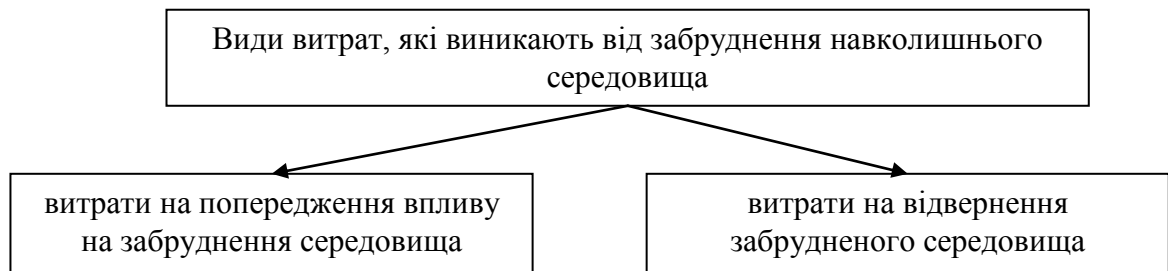 Види витрат, які виникають від забруднення навколишнього
середовища
витрати на попередження впливу
на забруднення середовища
витрати на відвернення
забрудненого середовища